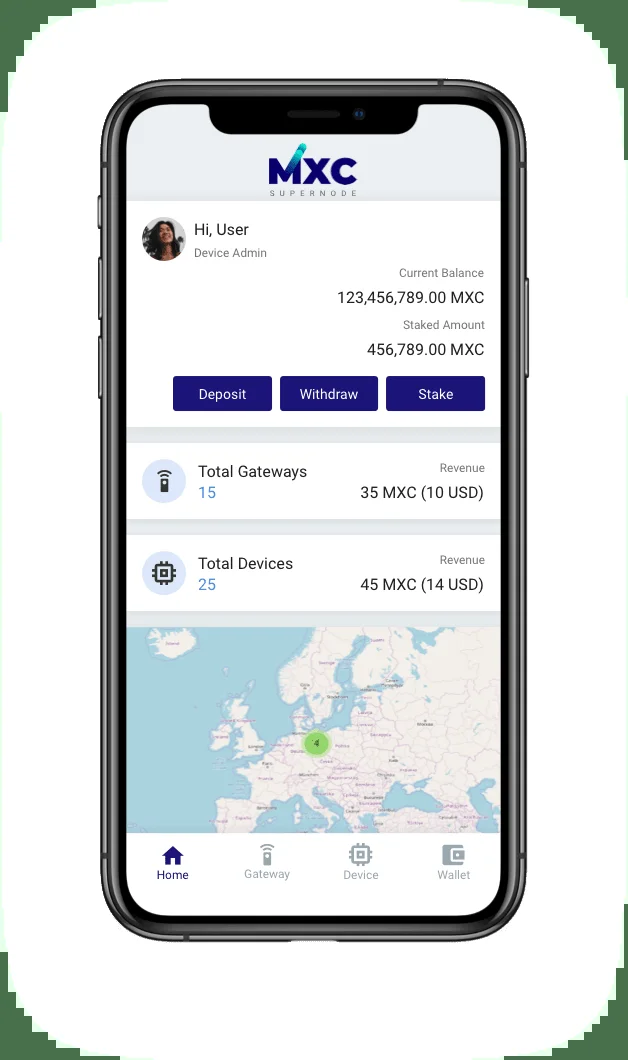 MXC
SUPERNODE
Hi, User
Device Admin
Current Balance
123,456,789.00 MXC
Staked Amount
456,789.00 MXC
Deposit Withdraw Stake
Total Gateways
15
Revenue
35 MXC (10 USD)
Total Devices
25
Revenue
45 MXC (14 USD)
4
Home Gateway Device Wallet